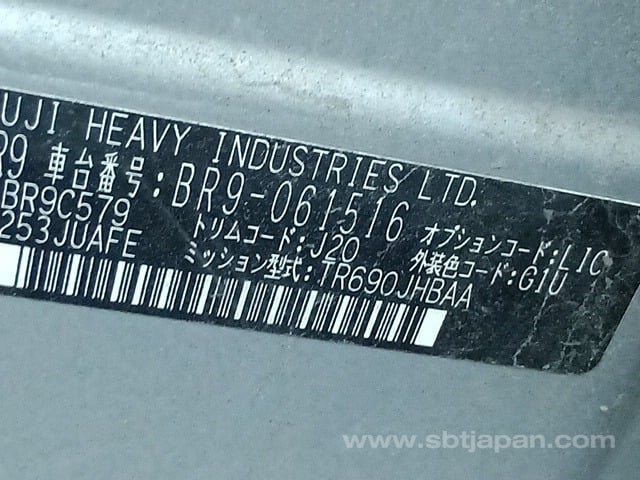 UJI HEAVY INDUSTRIES LTD.
R9 車台番号:BR9-061516
BR9C579 トリムコード:J20 オプションコード:LIC
253JUAFE ミッション型式:TR690JHBAA 外装色コード:G1U
www.sbtjapan.com